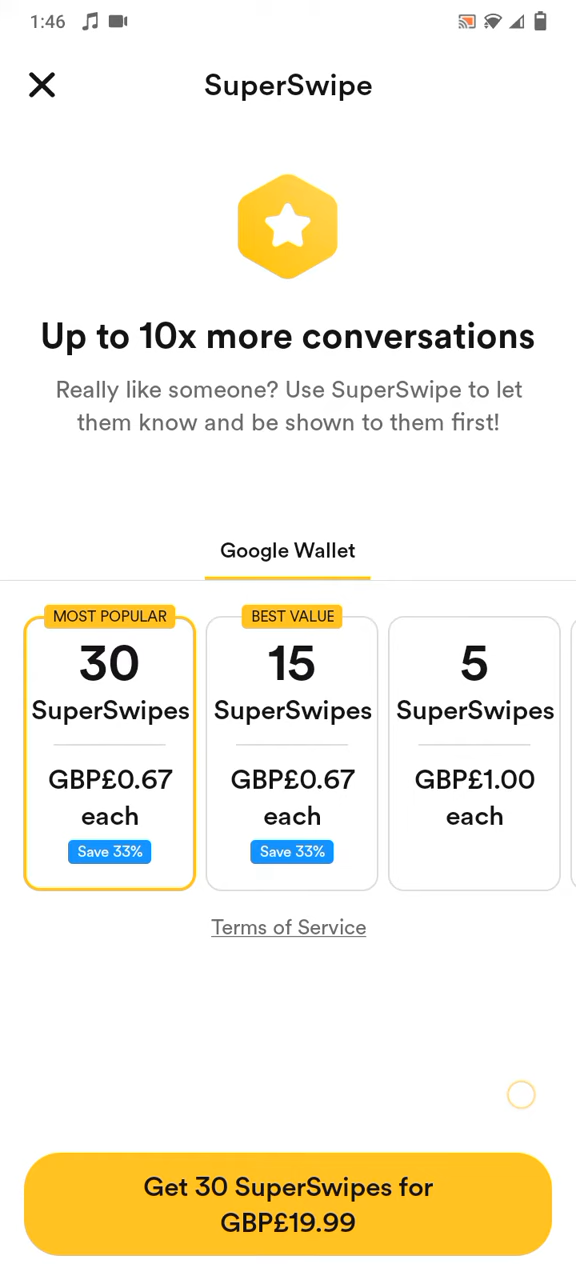 1:46
SuperSwipe
Up to 10x more conversations
Really like someone? Use SuperSwipe to let
them know and be shown to them first!
Google Wallet
MOST POPULAR
30
SuperSwipes
GBP£0.67
each
Save 33%
BEST VALUE
15
SuperSwipes
GBP£0.67
each
Save 33%
5
SuperSwipes
GBP£1.00
each
Terms of Service
Get 30 SuperSwipes for
GBP£19.99